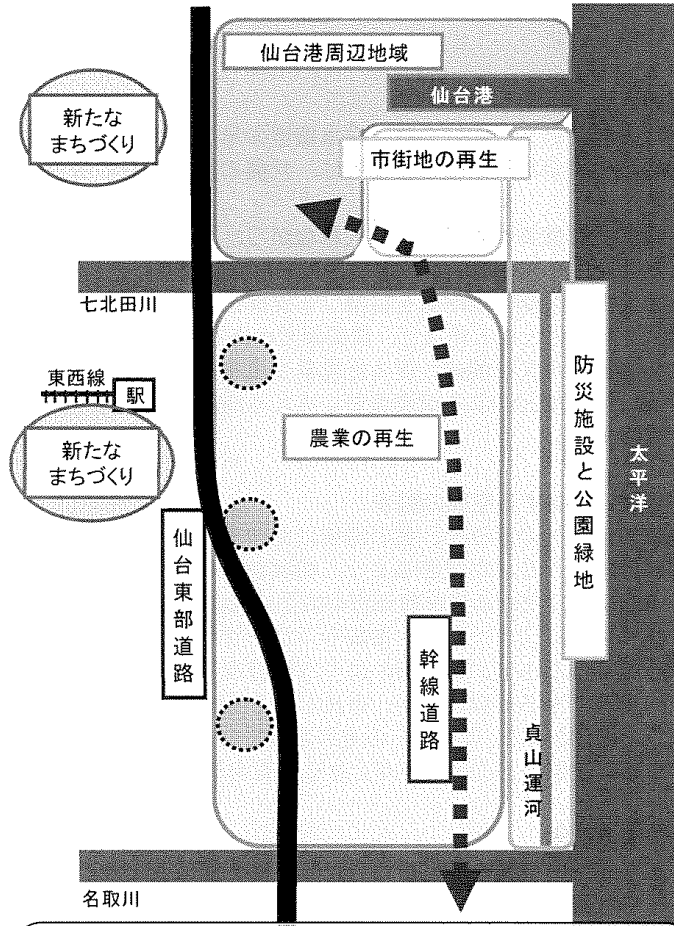 仙台港周辺地域
仙台港
新たな
まちづくり
市街地の再生
七北田川
東西線
駅
新たな
まちづくり
農業の再生
防災施設と公園緑地
太平洋
仙台東部道路
幹線道路
貞山運河
名取川